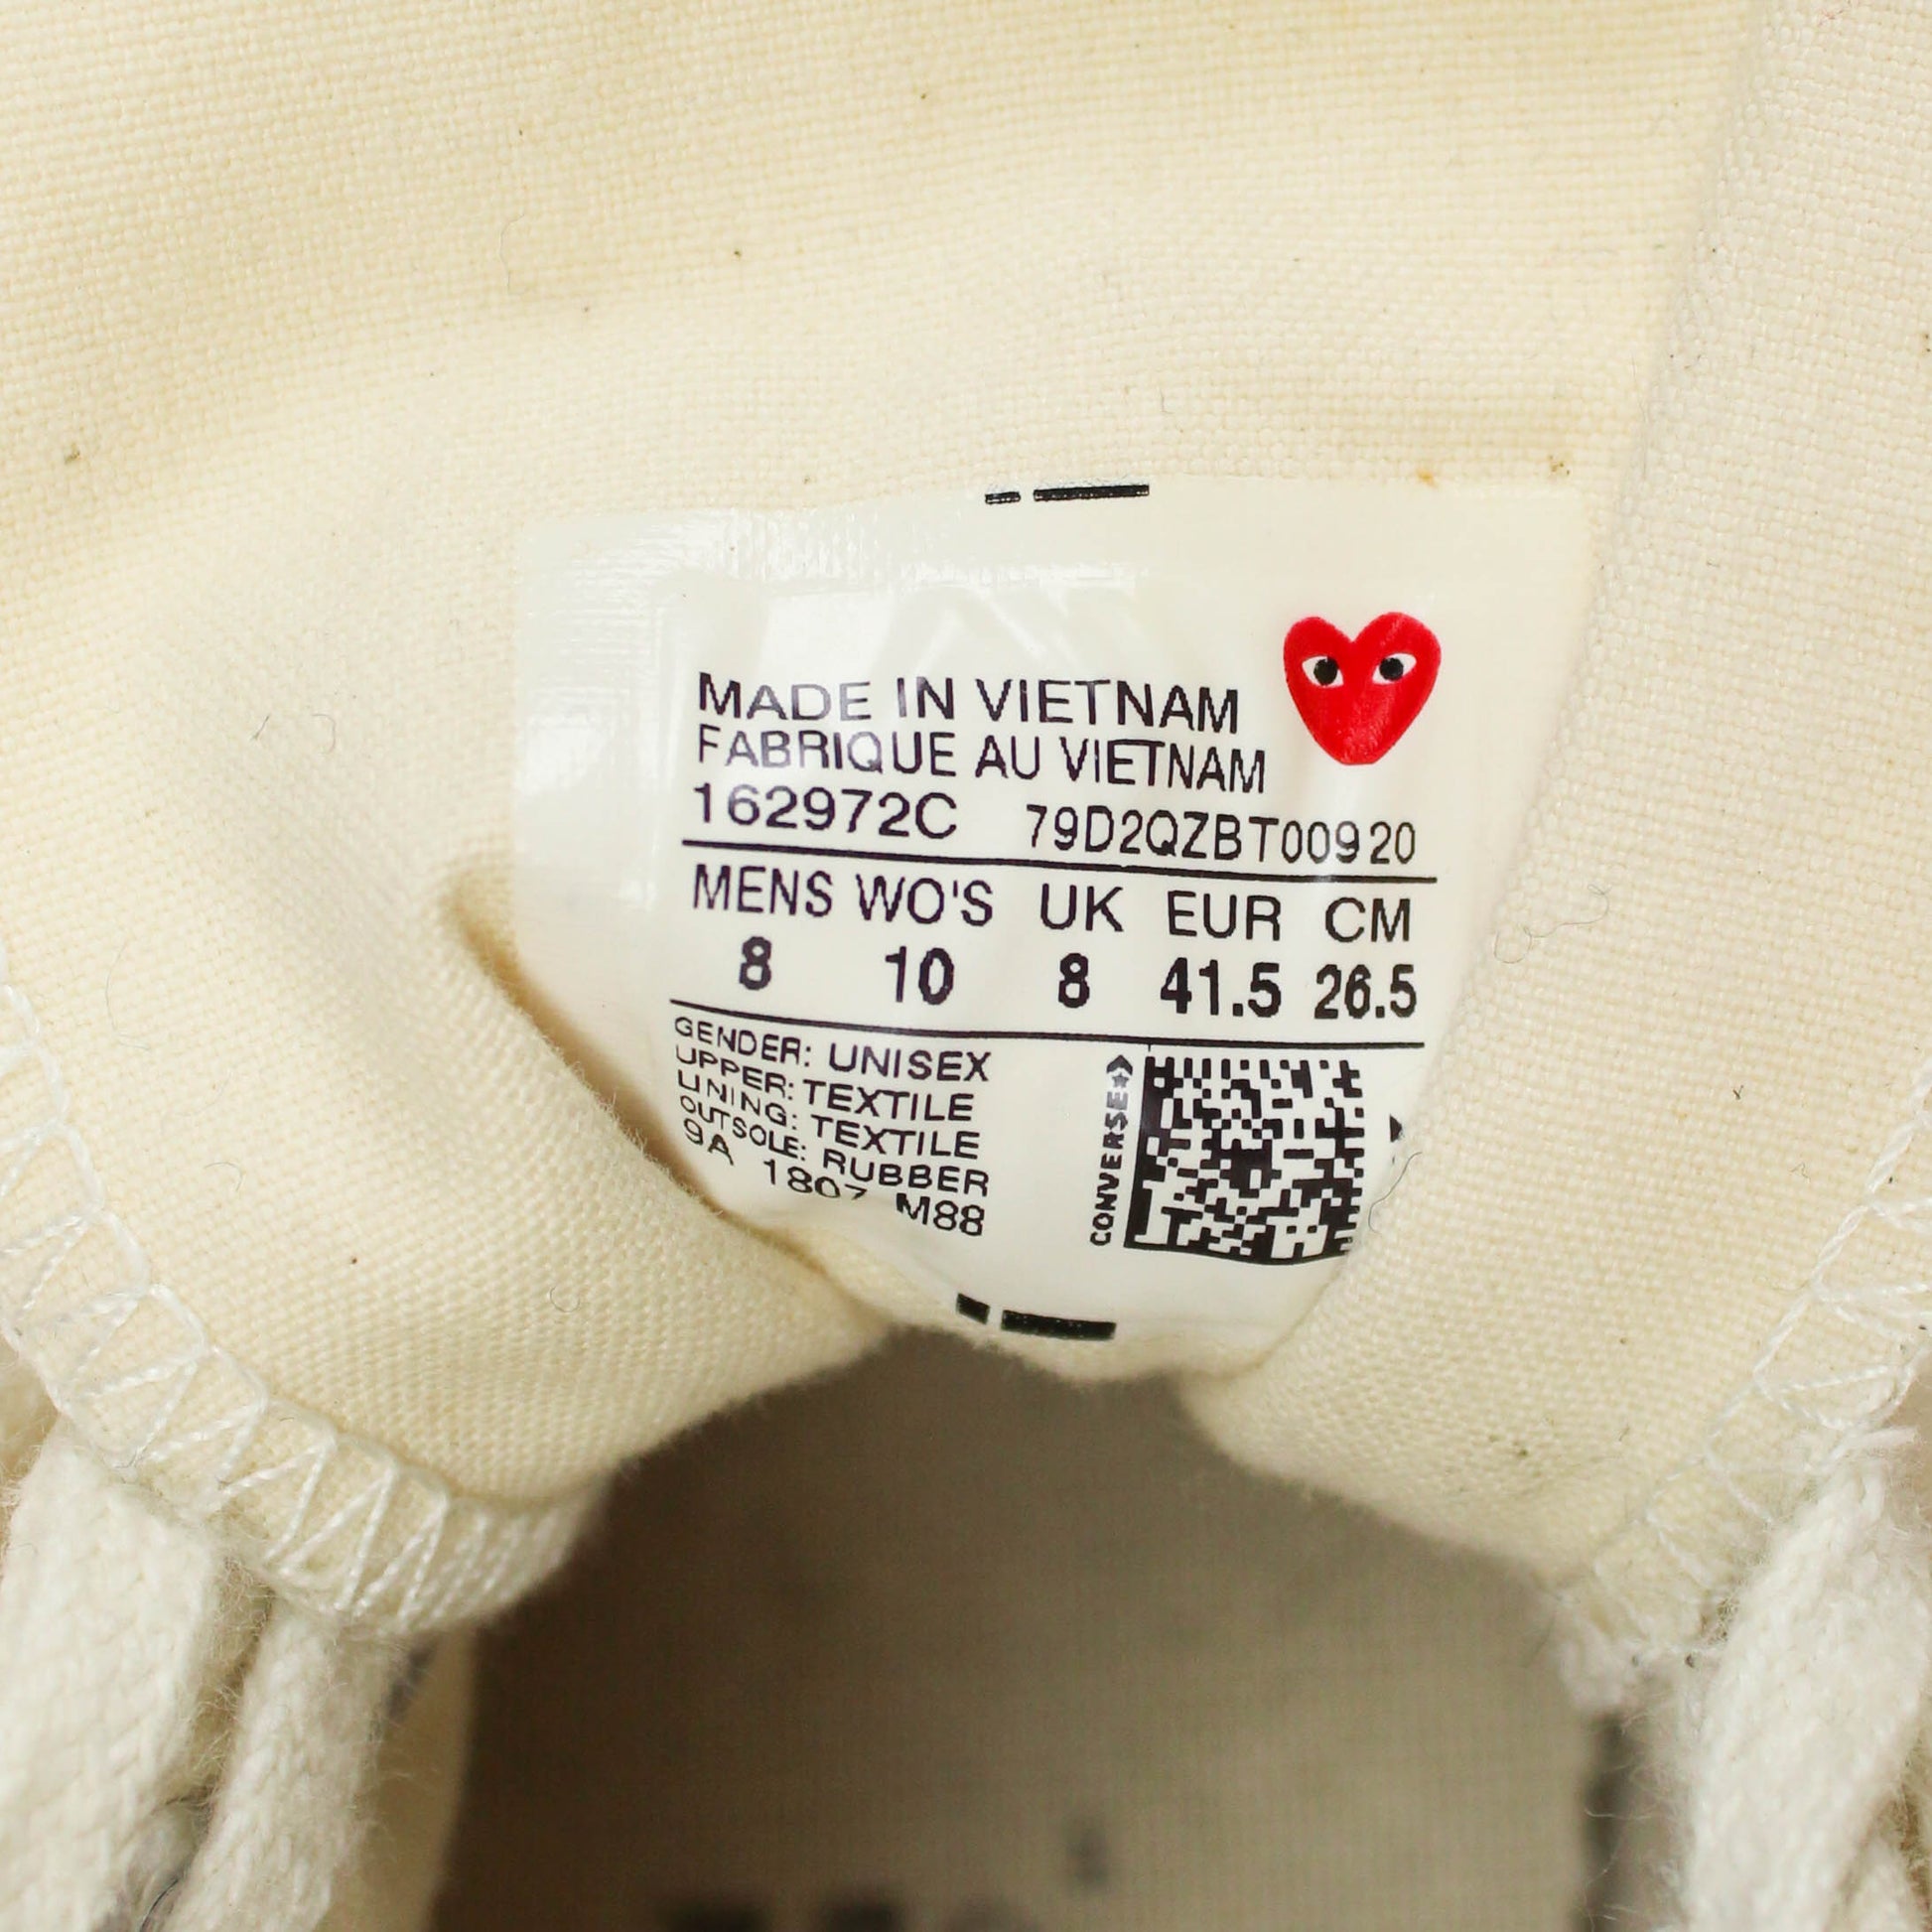 MADE IN VIETNAM
FABRIQUE AU VIETNAM
162972C 79D2QZBT00920
MENS WO'S UK EUR CM
8 10 8 41.5 26.5
GENDER: UNISEX
UPPER: TEXTILE
LINING: TEXTILE
OUTSOLE: RUBBER
9A 1807 M88
CONVERSE